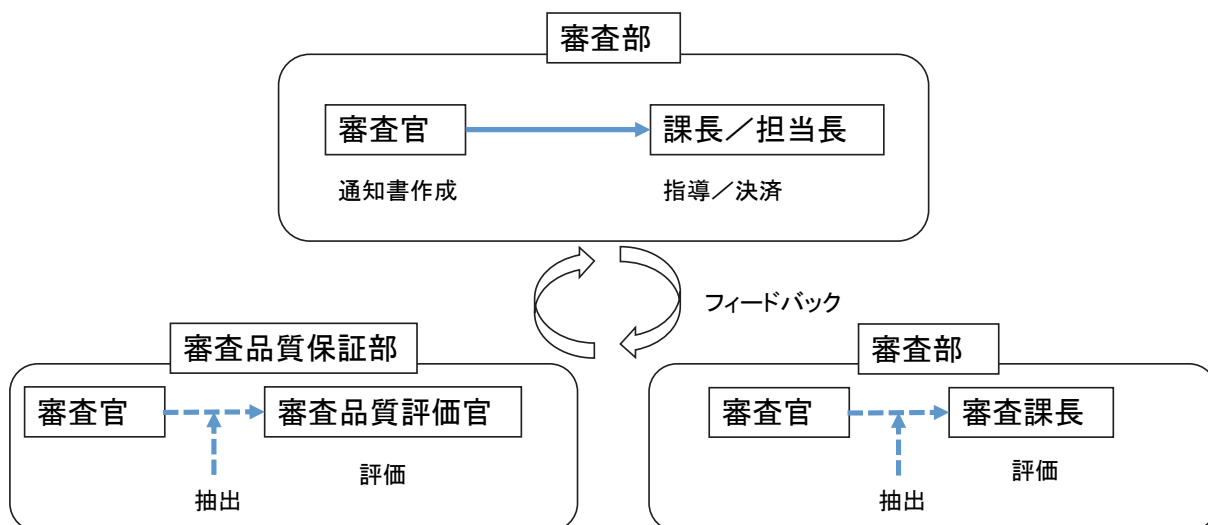 審査部
審査官
課長／担当長
通知書作成
指導／決済
フィードバック
審査品質保証部
審査官
審査品質評価官
評価
抽出
審査部
審査官
審査課長
評価
抽出